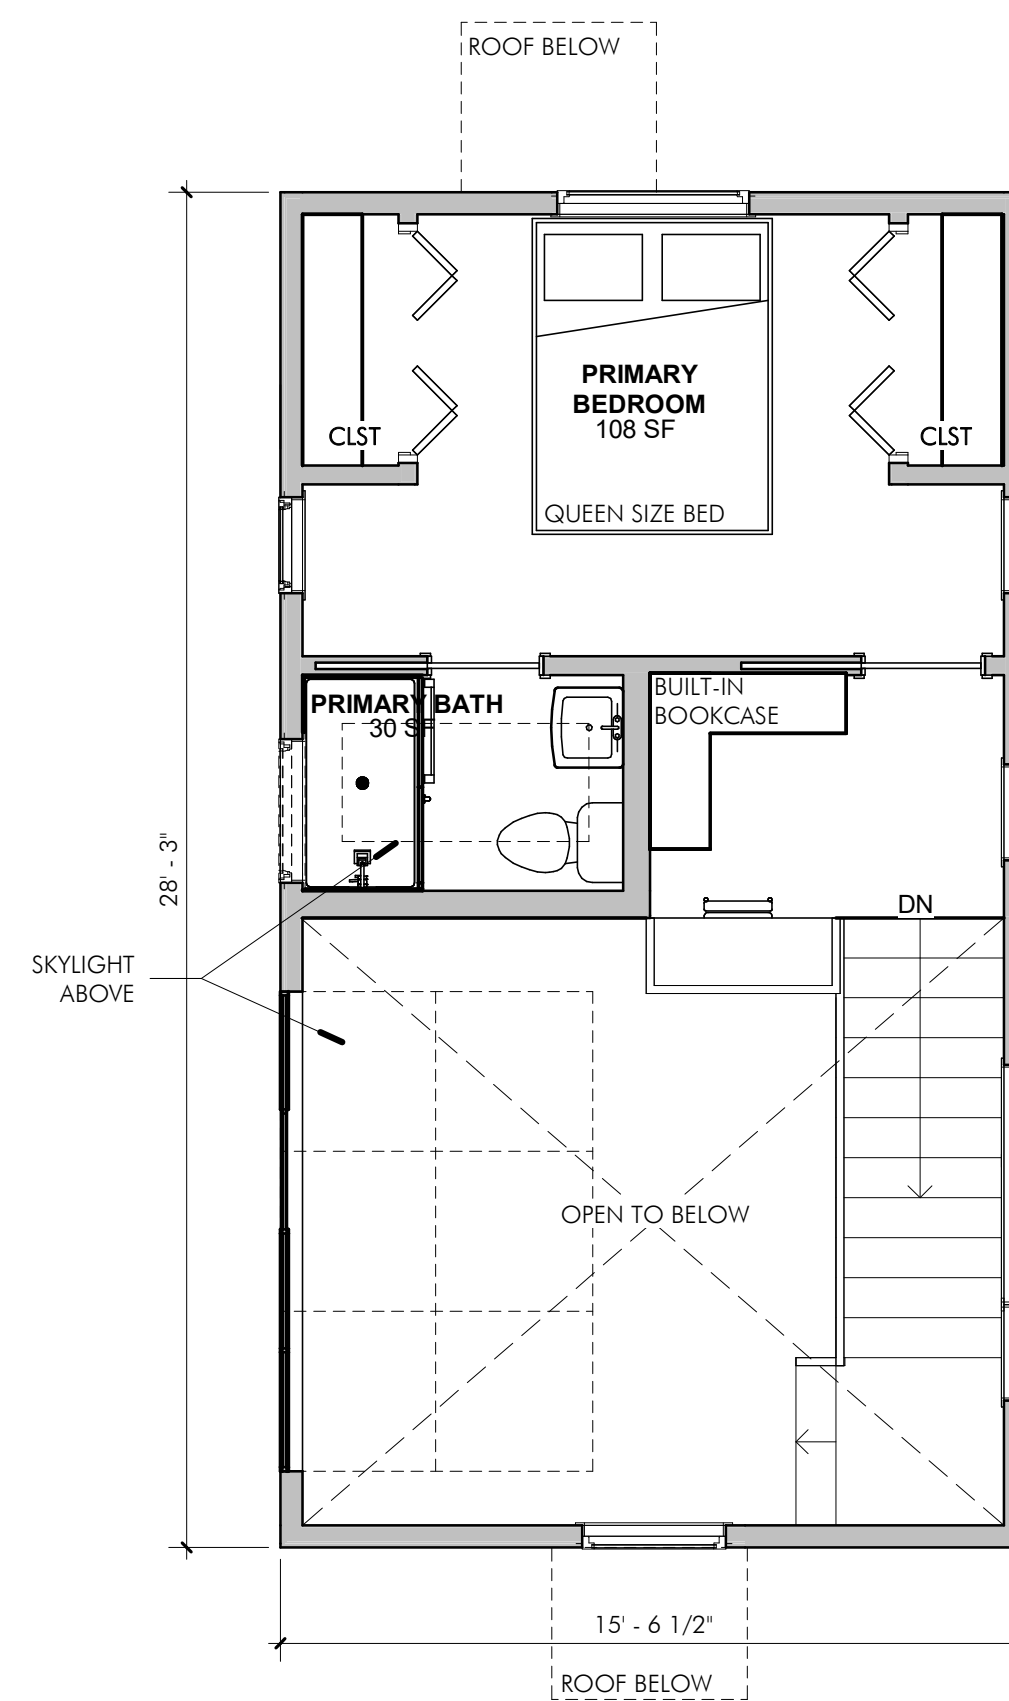 ROOF BELOW
PRIMARY
BEDROOM
108 SF
CLST
CLST
QUEEN SIZE BED
PRIMARY BATH
30 SF
BUILT-IN
BOOKCASE
28' - 3"
DN
SKYLIGHT
ABOVE
OPEN TO BELOW
15' - 6 1/2"
ROOF BELOW